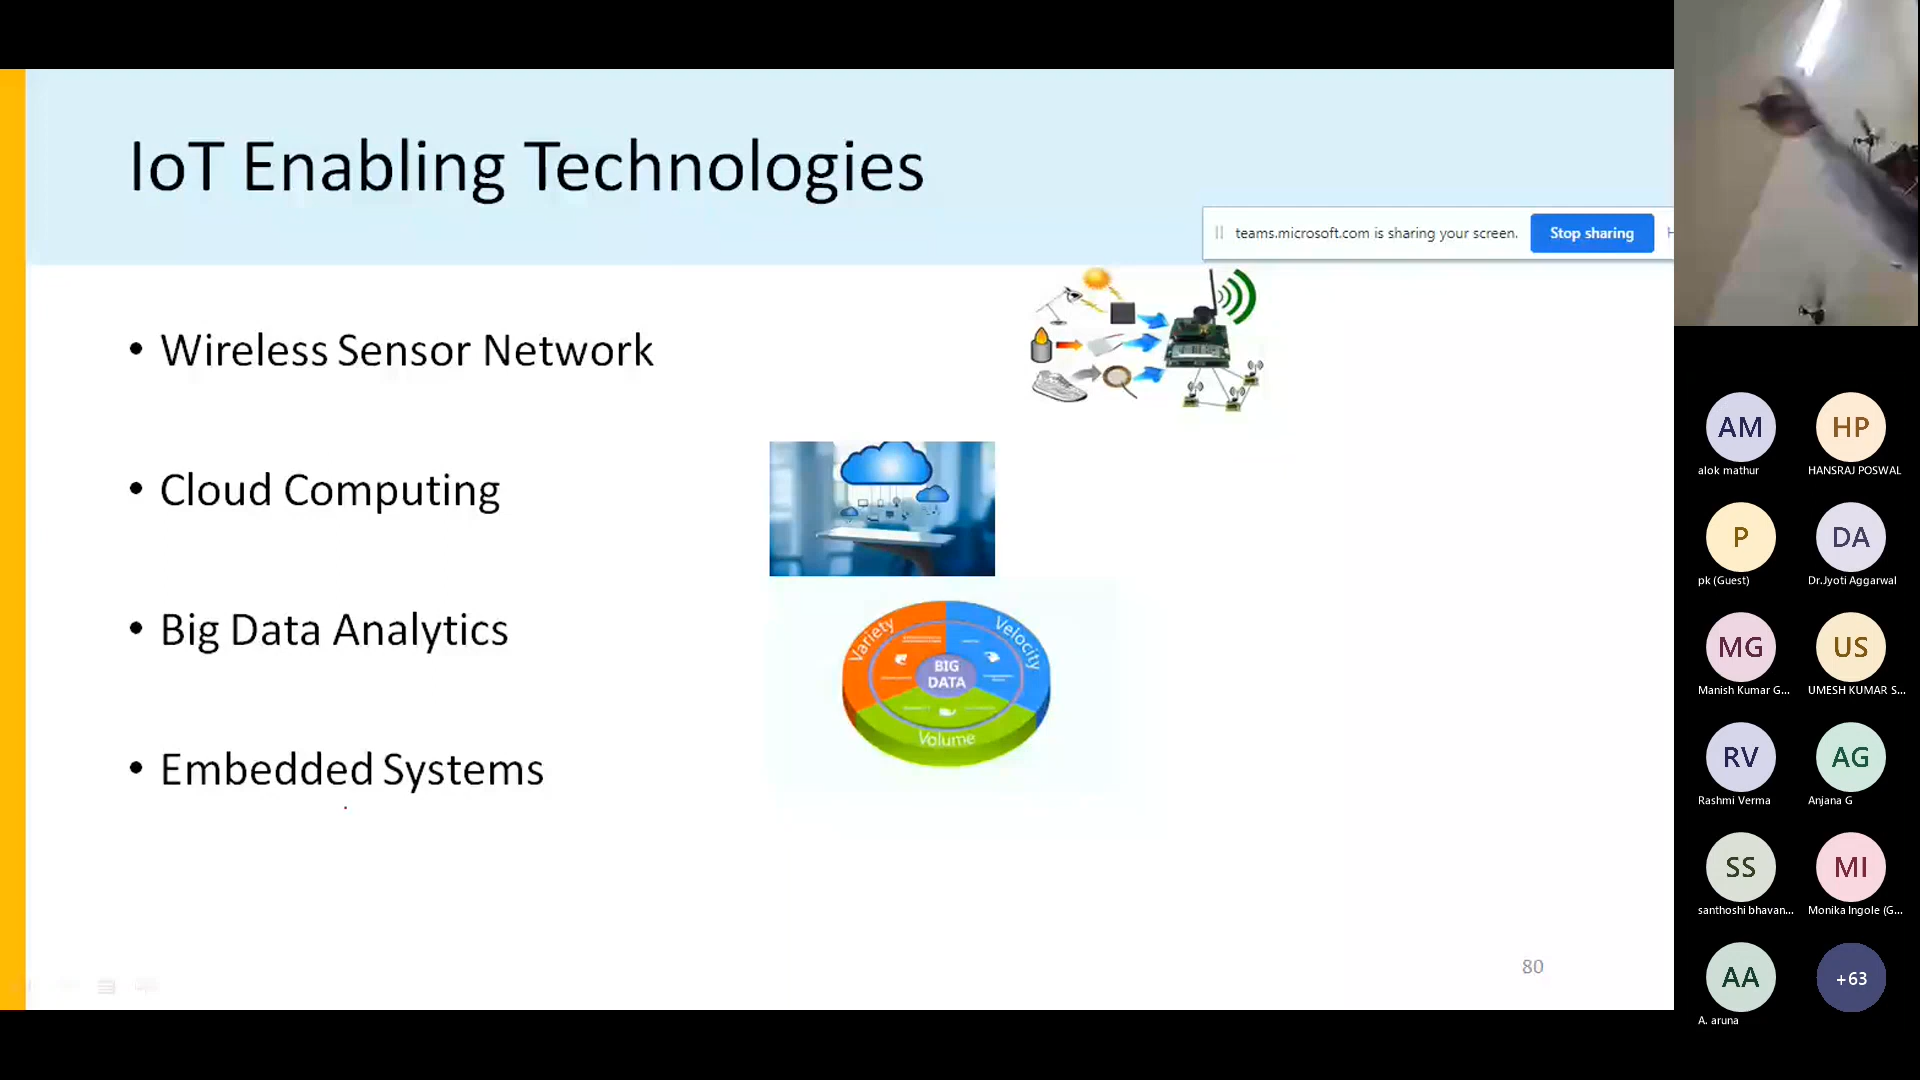 IoT Enabling Technologies
teams.microsoft.com is sharing your screen.
Stop sharing
• Wireless Sensor Network
• Cloud Computing
• Big Data Analytics
• Embedded Systems
Variety
Velocity
BIG
DATA
Volume
80
AM
alok mathur
HP
HANSRAJ POSWAL
P
pk (Guest)
DA
Dr.Jyoti Aggarwal
MG
Manish Kumar G...
US
UMESH KUMAR S...
RV
Rashmi Verma
AG
Anjana G
SS
santhoshi bhavan...
MI
Monika Ingole (G...
AA
A. aruna
+63